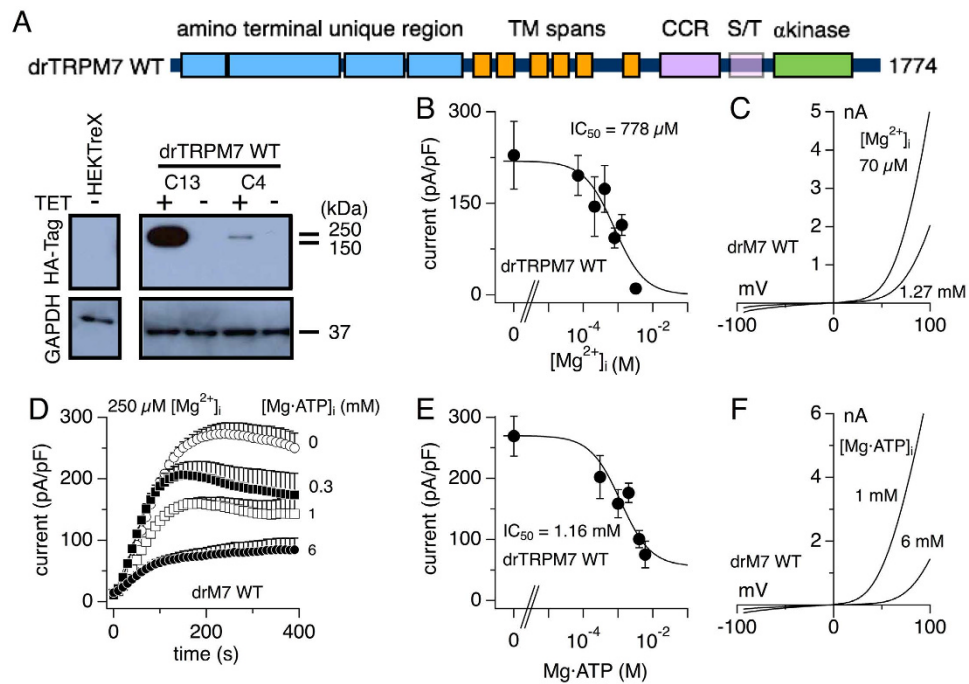 A
amino terminal unique region TM spans CCR S/T αkinase
drTRPM7 WT 1774
-HEKTreX
drTRPM7 WT
C13 C4
TET - + - + - (kDa)
HA-Tag
250
150
GAPDH
37
B
300
150
0
current (pA/pF)
IC50 = 778 µM
drTRPM7 WT
0 10-4 10-2
[Mg2+]i (M)
C
5
4
3
2
1
nA
[Mg2+]i
70 µM
drM7 WT
mV
1.27 mM
-100 0 100
D
250 µM [Mg2+]i [Mg·ATP]i (mM)
300
200
100
0
current (pA/pF)
0
0.3
1
6
drM7 WT
0 200 400
time (s)
E
300
200
100
0
current (pA/pF)
IC50 = 1.16 mM
drTRPM7 WT
0 10-4 10-2
Mg·ATP (M)
F
6
4
2
nA
[Mg·ATP]i
1 mM
6 mM
drM7 WT
mV
-100 0 100